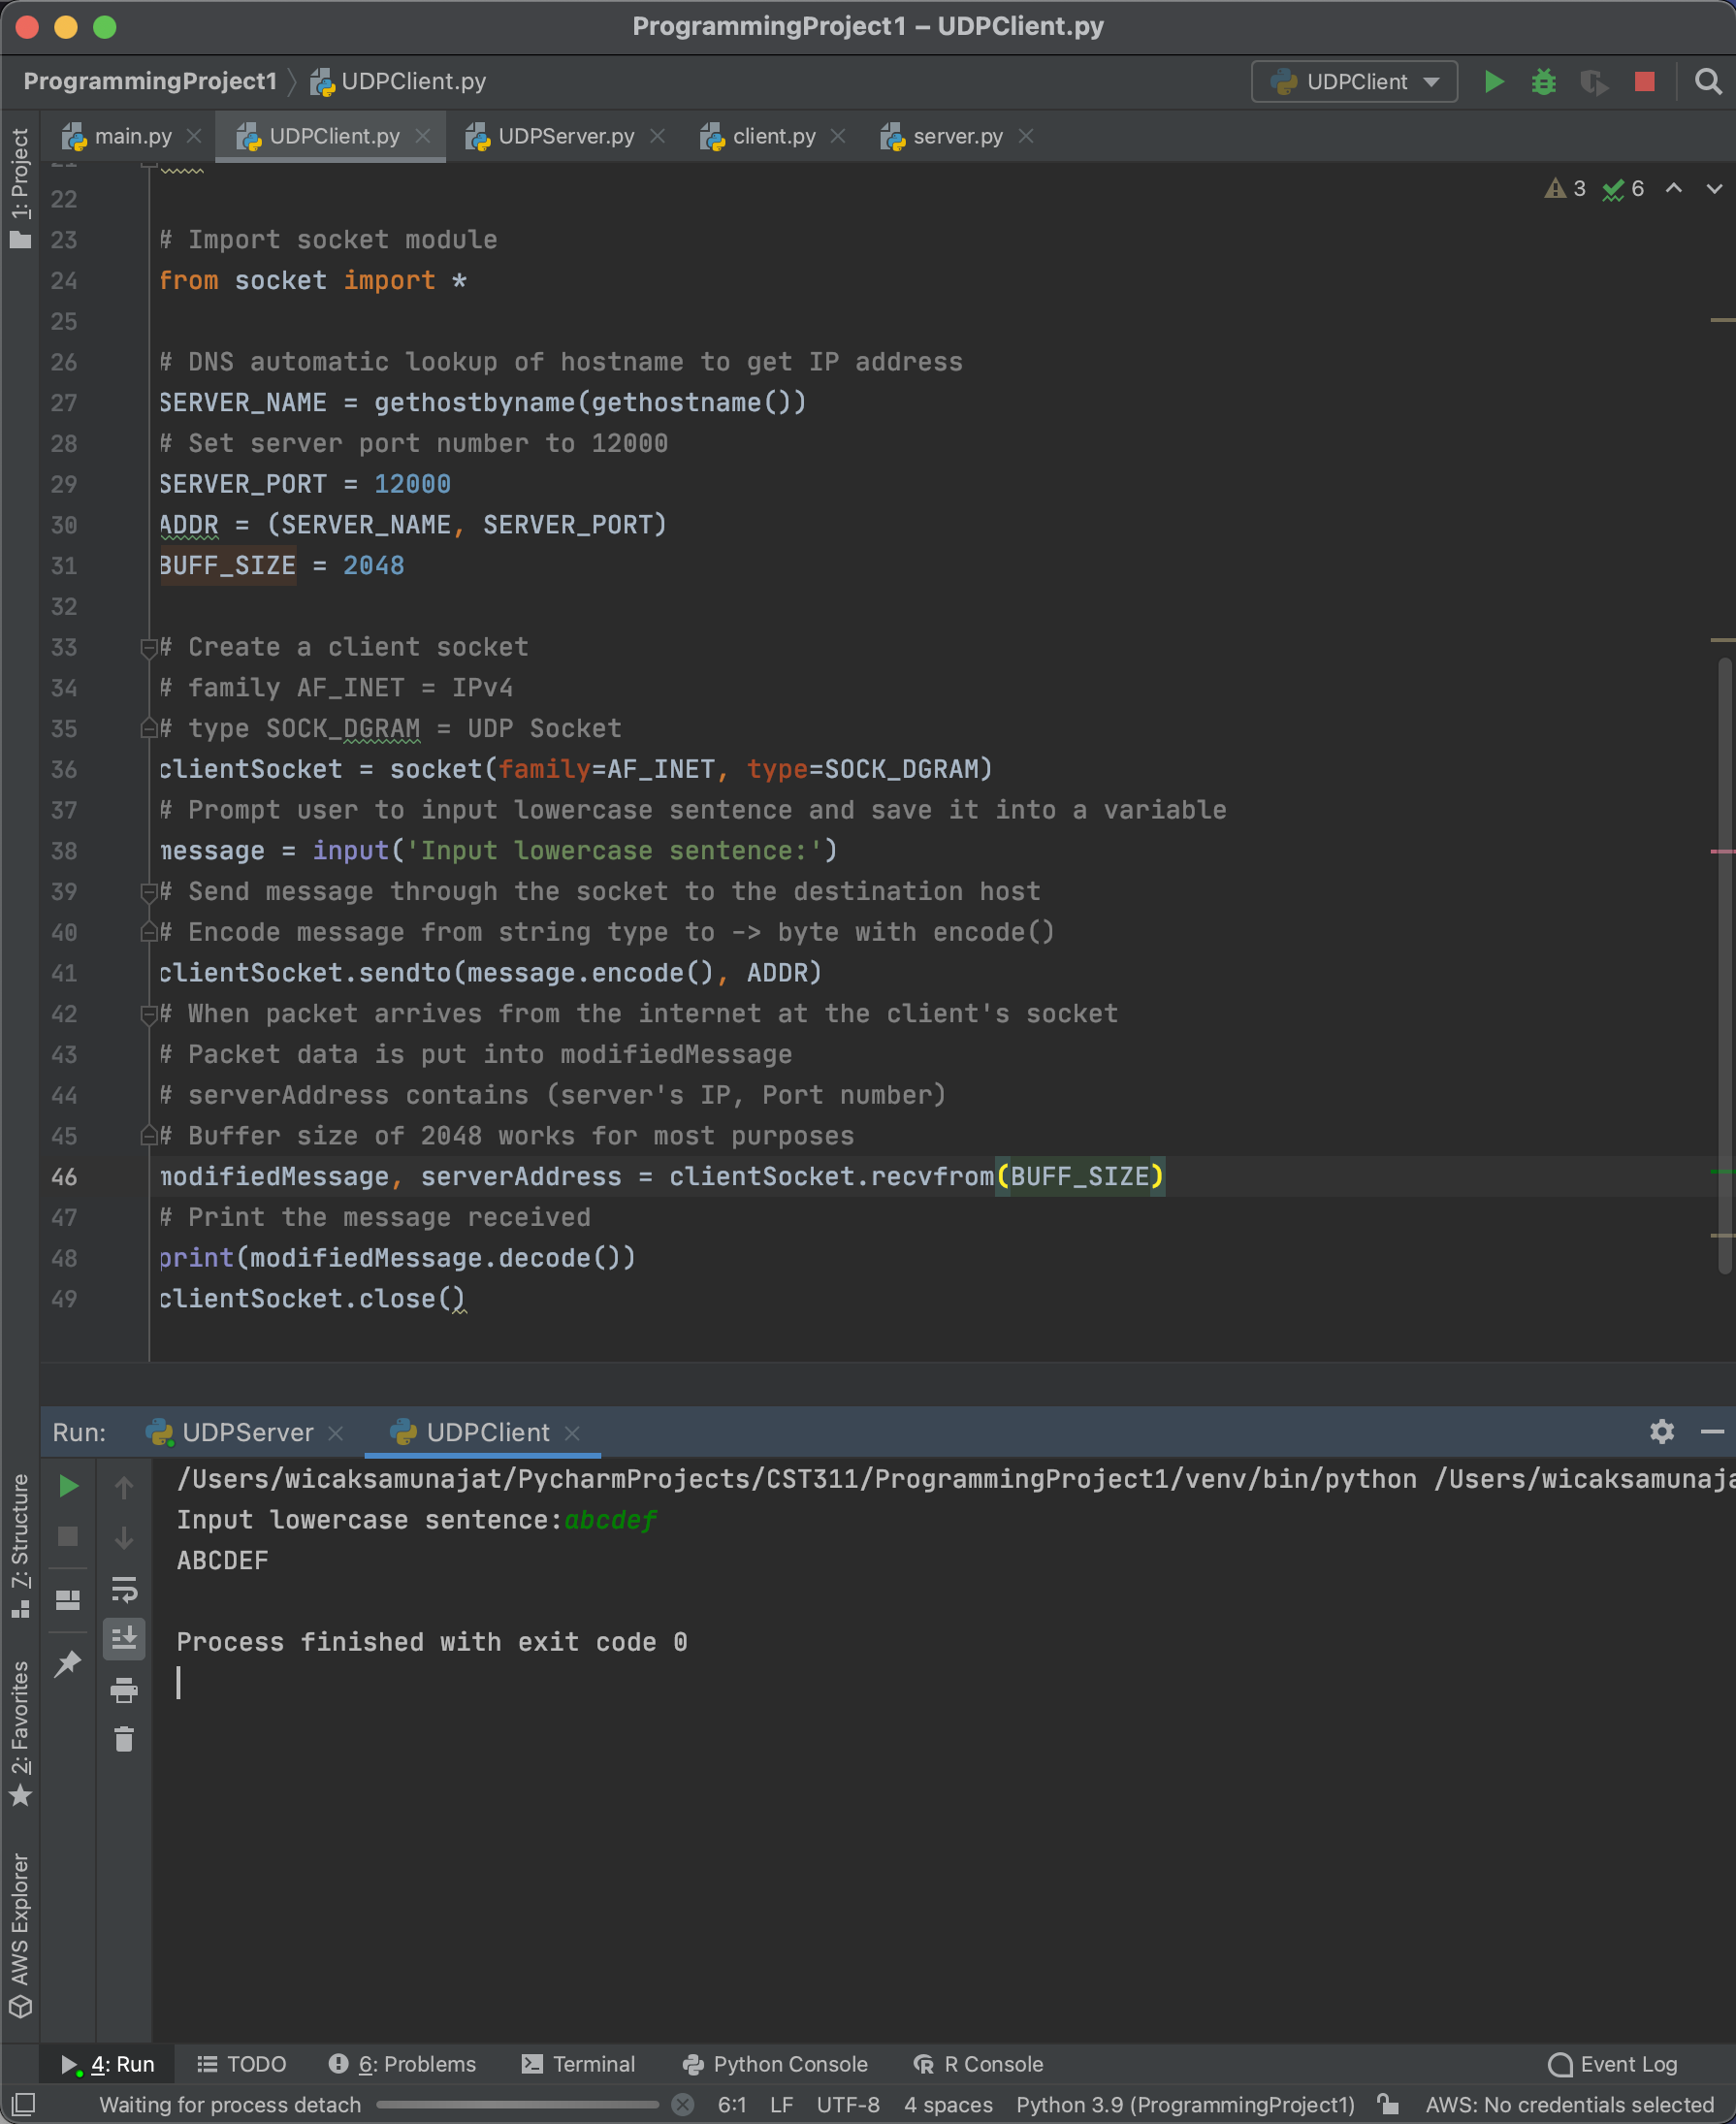 ProgrammingProject1 – UDPClient.py
ProgrammingProject1 UDPClient.py UDPClient
main.py UDPClient.py UDPServer.py client.py server.py
1: Project
3 6
22
23 # Import socket module
24 from socket import *
25
26 # DNS automatic lookup of hostname to get IP address
27 SERVER_NAME = gethostbyname(gethostname())
28 # Set server port number to 12000
29 SERVER_PORT = 12000
30 ADDR = (SERVER_NAME, SERVER_PORT)
31 BUFF_SIZE = 2048
32
33 # Create a client socket
34 # family AF_INET = IPv4
35 # type SOCK_DGRAM = UDP Socket
36 clientSocket = socket(family=AF_INET, type=SOCK_DGRAM)
37 # Prompt user to input lowercase sentence and save it into a variable
38 message = input('Input lowercase sentence:')
39 # Send message through the socket to the destination host
40 # Encode message from string type to -> byte with encode()
41 clientSocket.sendto(message.encode(), ADDR)
42 # When packet arrives from the internet at the client's socket
43 # Packet data is put into modifiedMessage
44 # serverAddress contains (server's IP, Port number)
45 # Buffer size of 2048 works for most purposes
46 modifiedMessage, serverAddress = clientSocket.recvfrom(BUFF_SIZE)
47 # Print the message received
48 print(modifiedMessage.decode())
49 clientSocket.close()
Run: UDPServer UDPClient
7: Structure
2: Favorites
AWS Explorer
/Users/wicaksamunajat/PycharmProjects/CST311/ProgrammingProject1/venv/bin/python /Users/wicaksamunaja
Input lowercase sentence:abcdef
ABCDEF
Process finished with exit code 0
4: Run TODO 6: Problems Terminal Python Console R Console Event Log
Waiting for process detach 6:1 LF UTF-8 4 spaces Python 3.9 (ProgrammingProject1) AWS: No credentials selected